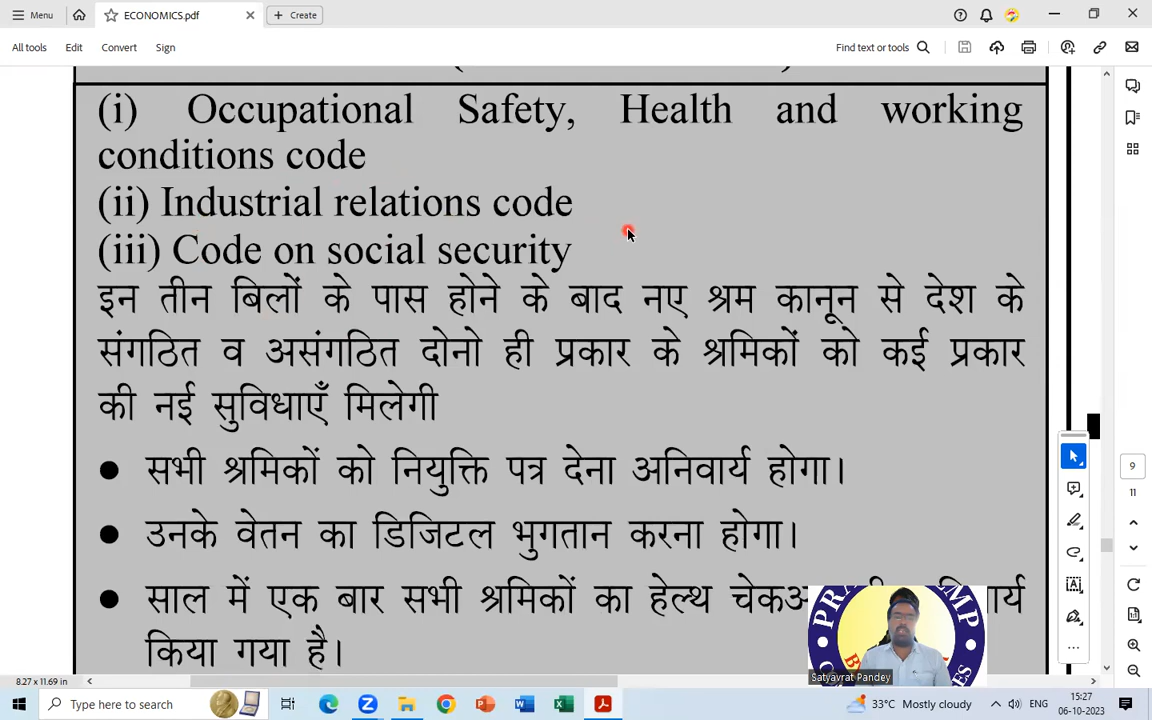 Menu ECONOMICS.pdf Create
All tools Edit Convert Sign Find text or tools
(i) Occupational Safety, Health and working
conditions code
(ii) Industrial relations code
(iii) Code on social security
इन तीन बिलों के पास होने के बाद नए श्रम कानून से देश के
संगठित व असंगठित दोनो ही प्रकार के श्रमिकों को कई प्रकार
की नई सुविधाएँ मिलेगी
● सभी श्रमिकों को नियुक्ति पत्र देना अनिवार्य होगा।
● उनके वेतन का डिजिटल भुगतान करना होगा।
● साल में एक बार सभी श्रमिकों का हेल्थ
किया गया है।
9
11
Satyavrat Pandey
8.27 x 11.69 in
Type here to search
33°C Mostly cloudy
ENG
15:27
06-10-2023